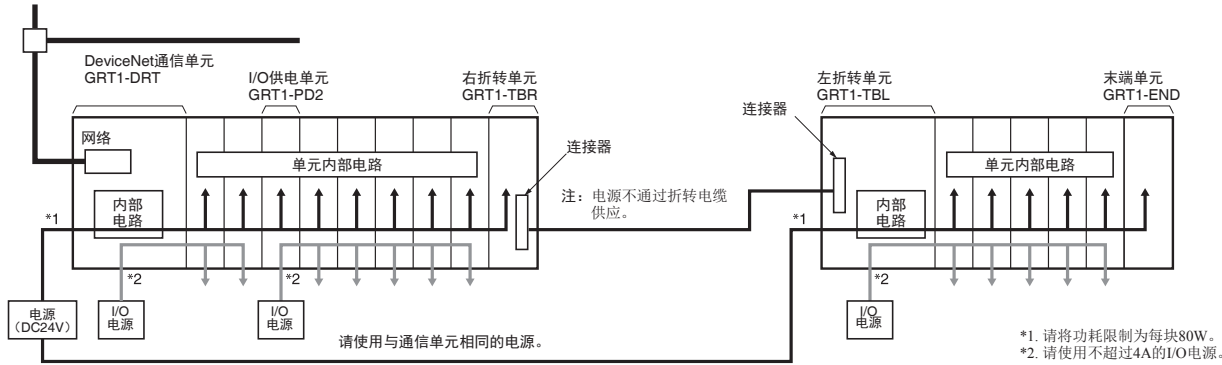 DeviceNet通信单元
GRT1-DRT
I/O供电单元
GRT1-PD2
右折转单元
GRT1-TBR
左折转单元
GRT1-TBL
末端单元
GRT1-END
连接器
连接器
网络
单元内部电路
单元内部电路
内部
电路
内部
电路
注：电源不通过折转电缆
供应。
*1
*1
*2
*2
*2
电源
（DC24V）
I/O
电源
I/O
电源
I/O
电源
请使用与通信单元相同的电源。
*1. 请将功耗限制为每块80W。
*2. 请使用不超过4A的I/O电源。